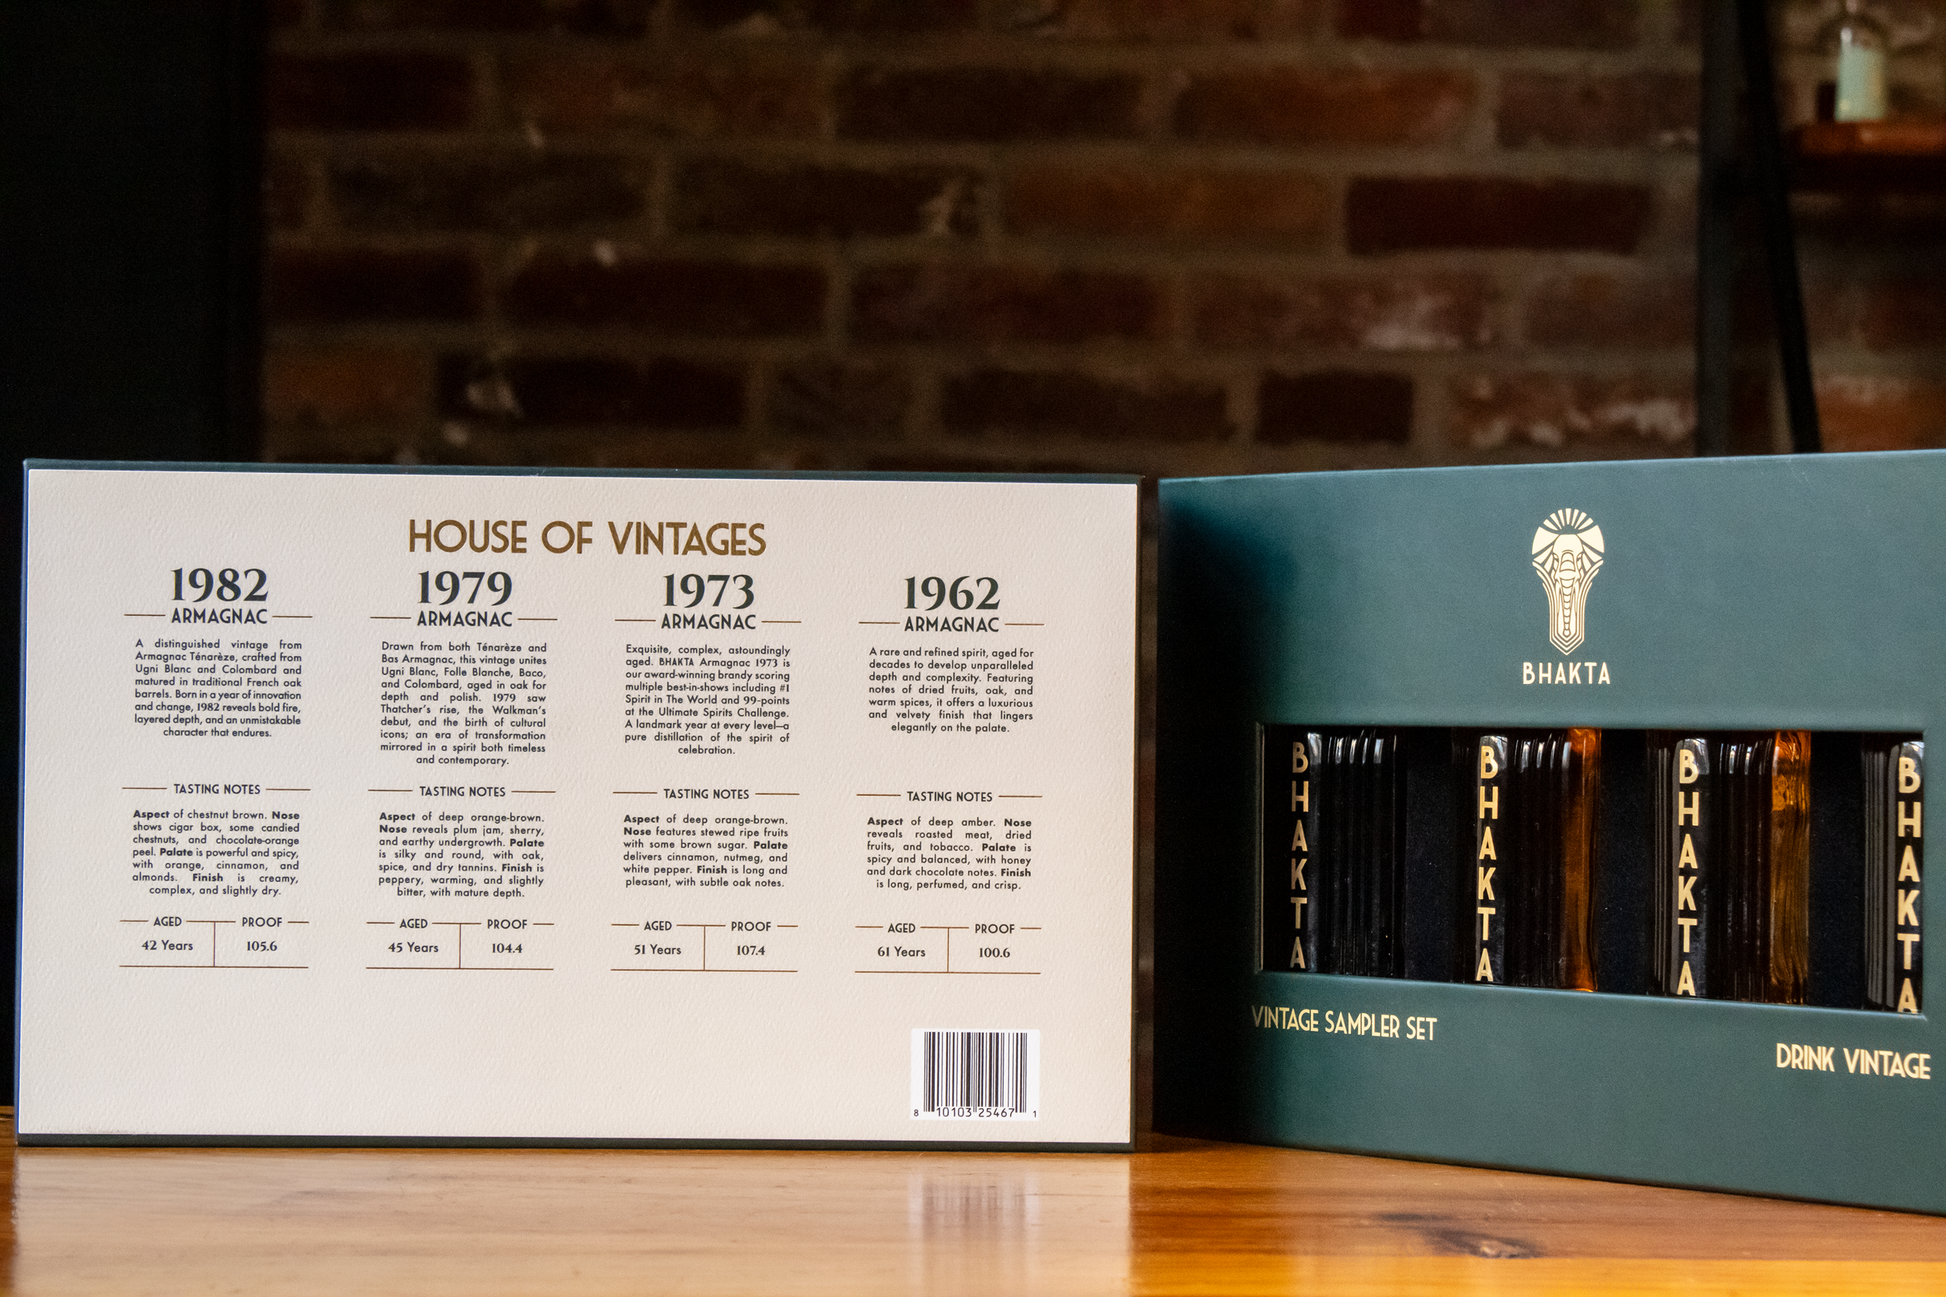 HOUSE OF VINTAGES
1982
ARMAGNAC
A distinguished vintage from
Armagnac Ténarèze, crafted from
Ugni Blanc and Colombard and
matured in traditional French oak
barrels. Born in a year of innovation
and change, 1982 reveals bold fire,
layered depth, and an unmistakable
character that endures.
TASTING NOTES
Aspect of chestnut brown. Nose
shows cigar box, some candied
chestnuts, and chocolate-orange
peel. Palate is powerful and spicy,
with orange, cinnamon, and
almonds. Finish is creamy,
complex, and slightly dry.
AGED PROOF
42 Years 105.6
1979
ARMAGNAC
Drawn from both Ténarèze and
Bas Armagnac, this vintage unites
Ugni Blanc, Folle Blanche, Baco,
and Colombard, aged in oak for
depth and polish. 1979 saw
Thatcher's rise, the Walkman's
debut, and the birth of cultural
icons; an era of transformation
mirrored in a spirit both timeless
and contemporary.
TASTING NOTES
Aspect of deep orange-brown.
Nose reveals plum jam, sherry,
and earthy undergrowth. Palate
is silky and round, with oak,
spice, and dry tannins. Finish is
peppery, warming, and slightly
bitter, with mature depth.
AGED PROOF
45 Years 104.4
1973
ARMAGNAC
Exquisite, complex, astoundingly
aged. BHAKTA Armagnac 1973 is
our award-winning brandy scoring
multiple best-in-shows including #1
Spirit in The World and 99-points
at the Ultimate Spirits Challenge.
A landmark year at every level—a
pure distillation of the spirit of
celebration.
TASTING NOTES
Aspect of deep orange-brown.
Nose features stewed ripe fruits
with some brown sugar. Palate
delivers cinnamon, nutmeg, and
white pepper. Finish is long and
pleasant, with subtle oak notes.
AGED PROOF
51 Years 107.4
1962
ARMAGNAC
A rare and refined spirit, aged for
decades to develop unparalleled
depth and complexity. Featuring
notes of dried fruits, oak, and
warm spices, it offers a luxurious
and velvety finish that lingers
elegantly on the palate.
TASTING NOTES
Aspect of deep amber. Nose
reveals roasted meat, dried
fruits, and tobacco. Palate is
spicy and balanced, with honey
and dark chocolate notes. Finish
is long, perfumed, and crisp.
AGED PROOF
61 Years 100.6
8 10103 25467 1
BHAKTA
BHAKTA
BHAKTA
BHAKTA
BHAKTA
VINTAGE SAMPLER SET
DRINK VINTAGE